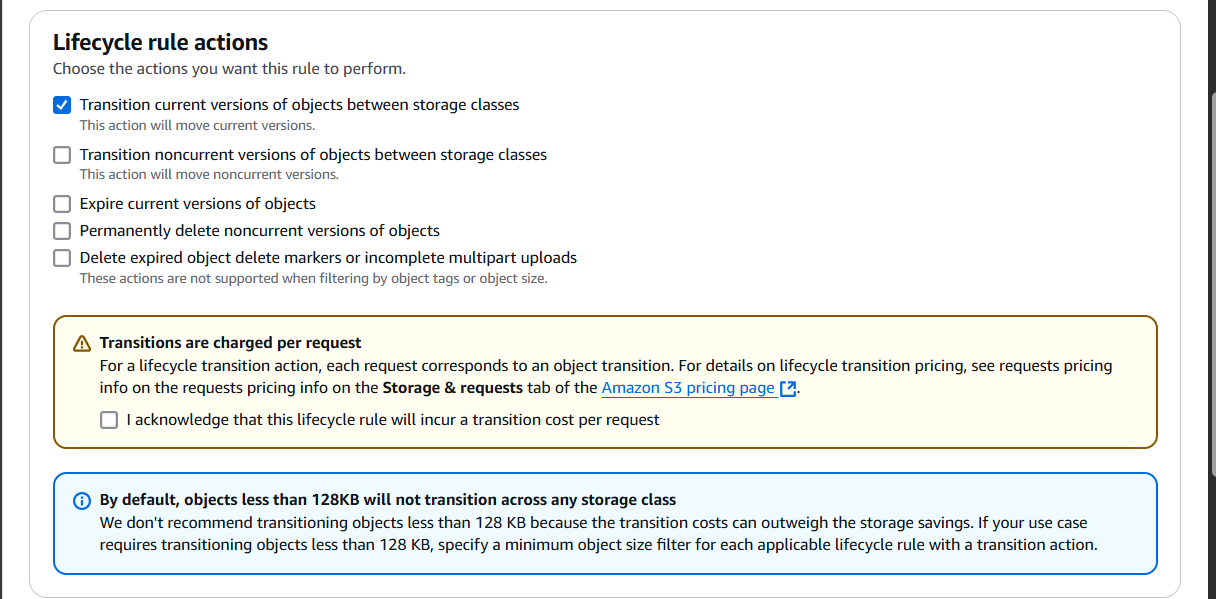 Lifecycle rule actions
Choose the actions you want this rule to perform.
Transition current versions of objects between storage classes
This action will move current versions.
Transition noncurrent versions of objects between storage classes
This action will move noncurrent versions.
Expire current versions of objects
Permanently delete noncurrent versions of objects
Delete expired object delete markers or incomplete multipart uploads
These actions are not supported when filtering by object tags or object size.
Transitions are charged per request
For a lifecycle transition action, each request corresponds to an object transition. For details on lifecycle transition pricing, see requests pricing
info on the requests pricing info on the Storage & requests tab of the Amazon S3 pricing page.
I acknowledge that this lifecycle rule will incur a transition cost per request
By default, objects less than 128KB will not transition across any storage class
We don't recommend transitioning objects less than 128 KB because the transition costs can outweigh the storage savings. If your use case
requires transitioning objects less than 128 KB, specify a minimum object size filter for each applicable lifecycle rule with a transition action.